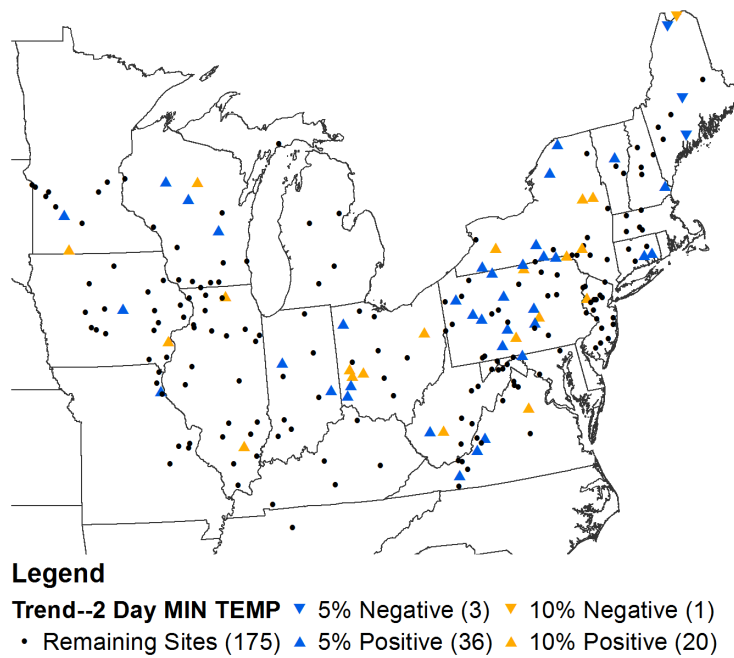 Legend
Trend--2 Day MIN TEMP ▼ 5% Negative (3) ▼ 10% Negative (1)
• Remaining Sites (175) ▲ 5% Positive (36) ▲ 10% Positive (20)